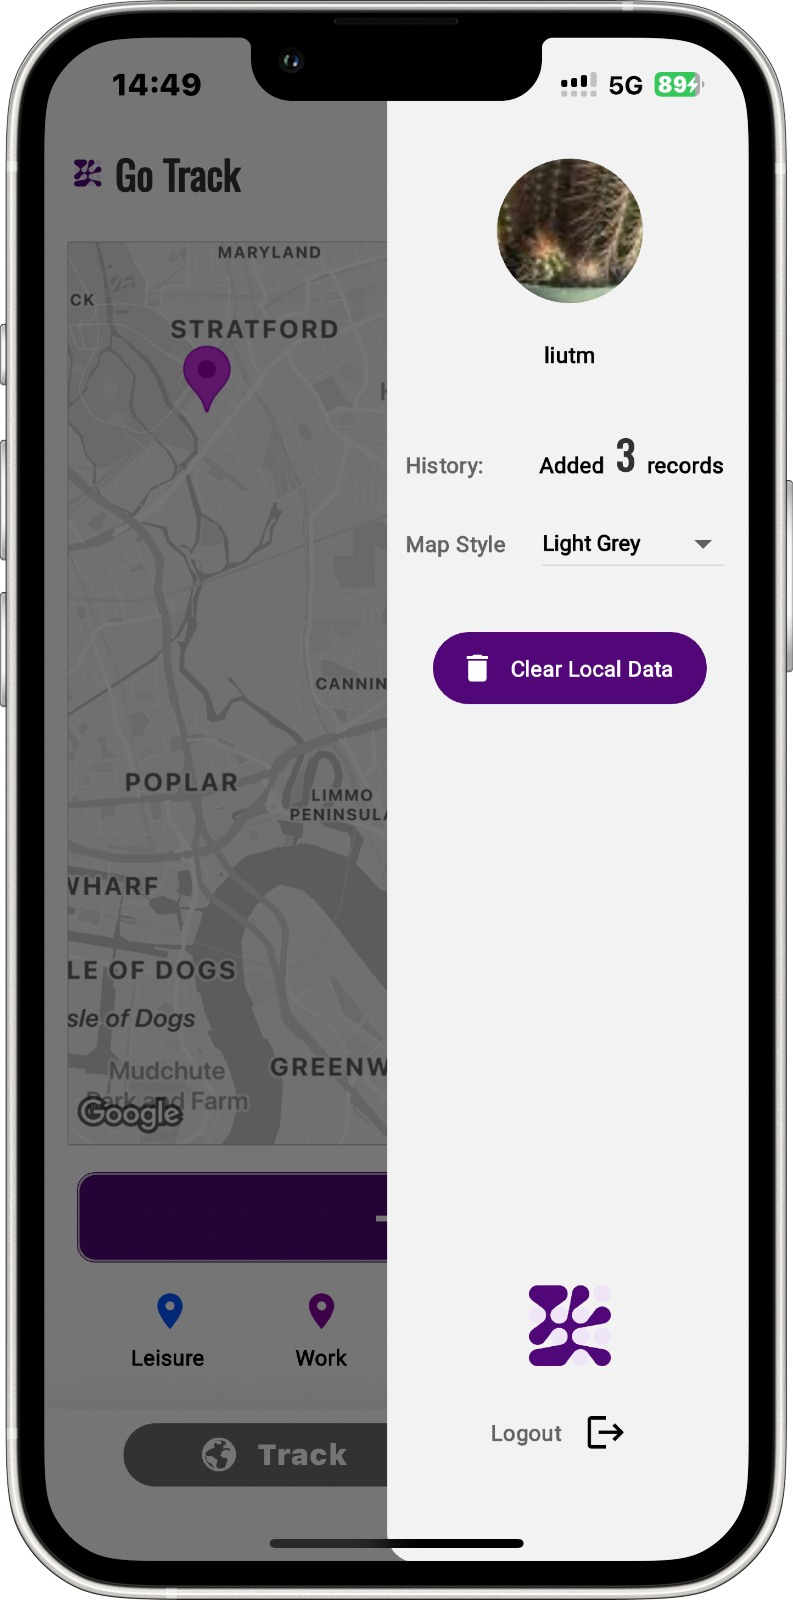 14:49
5G
89
Go Track
MARYLAND
CK
STRATFORD
CANNIN
POPLAR
LIMMO
PENINSULA
WHARF
LE OF DOGS
sle of Dogs
Mudchute
Park and Farm
Google
GREENW
Leisure
Work
Track
liutm
History:
Added 3 records
Map Style
Light Grey
Clear Local Data
Logout